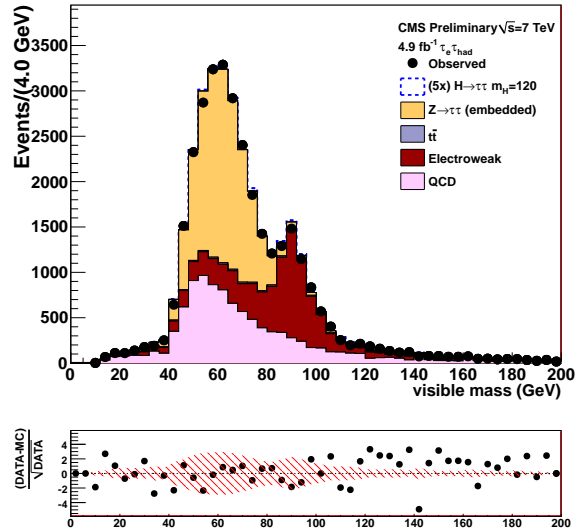 CMS Preliminary √s=7 TeV
4.9 fb⁻¹ τₑ τhad
Observed
(5x) H→ττ mH=120
Z→ττ (embedded)
tt̄
Electroweak
QCD
Events/(4.0 GeV)
3500
3000
2500
2000
1500
1000
500
0
0 20 40 60 80 100 120 140 160 180 200
visible mass (GeV)
(DATA-MC)
√DATA
4
2
0
-2
-4
0 20 40 60 80 100 120 140 160 180 200